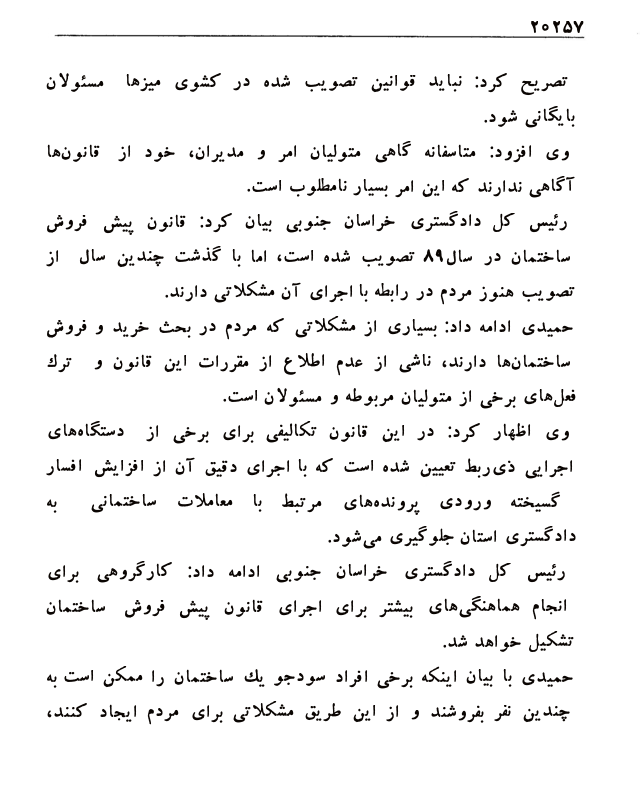 ۲۰۲۵۷
تصریح کرد: نباید قوانین تصویب شده در کشوی میزها مسئولان
بایگانی شود.
وی افزود: متاسفانه گاهی متولیان امر و مدیران، خود از قانون‌ها
آگاهی ندارند که این امر بسیار نامطلوب است.
رئیس کل دادگستری خراسان جنوبی بیان کرد: قانون پیش فروش
ساختمان در سال۸۹ تصویب شده است، اما با گذشت چندین سال از
تصویب هنوز مردم در رابطه با اجرای آن مشکلاتی دارند.
حمیدی ادامه داد: بسیاری از مشکلاتی که مردم در بحث خرید و فروش
ساختمان‌ها دارند، ناشی از عدم اطلاع از مقررات این قانون و ترك
فعل‌های برخی از متولیان مربوطه و مسئولان است.
وی اظهار کرد: در این قانون تکالیفی برای برخی از دستگاه‌های
اجرایی ذی‌ربط تعیین شده است که با اجرای دقیق آن از افزایش افسار
گسیخته ورودی پرونده‌های مرتبط با معاملات ساختمانی به
دادگستری استان جلوگیری می‌شود.
رئیس کل دادگستری خراسان جنوبی ادامه داد: کارگروهی برای
انجام هماهنگی‌های بیشتر برای اجرای قانون پیش فروش ساختمان
تشکیل خواهد شد.
حمیدی با بیان اینکه برخی افراد سودجو یك ساختمان را ممکن است به
چندین نفر بفروشند و از این طریق مشکلاتی برای مردم ایجاد کنند،